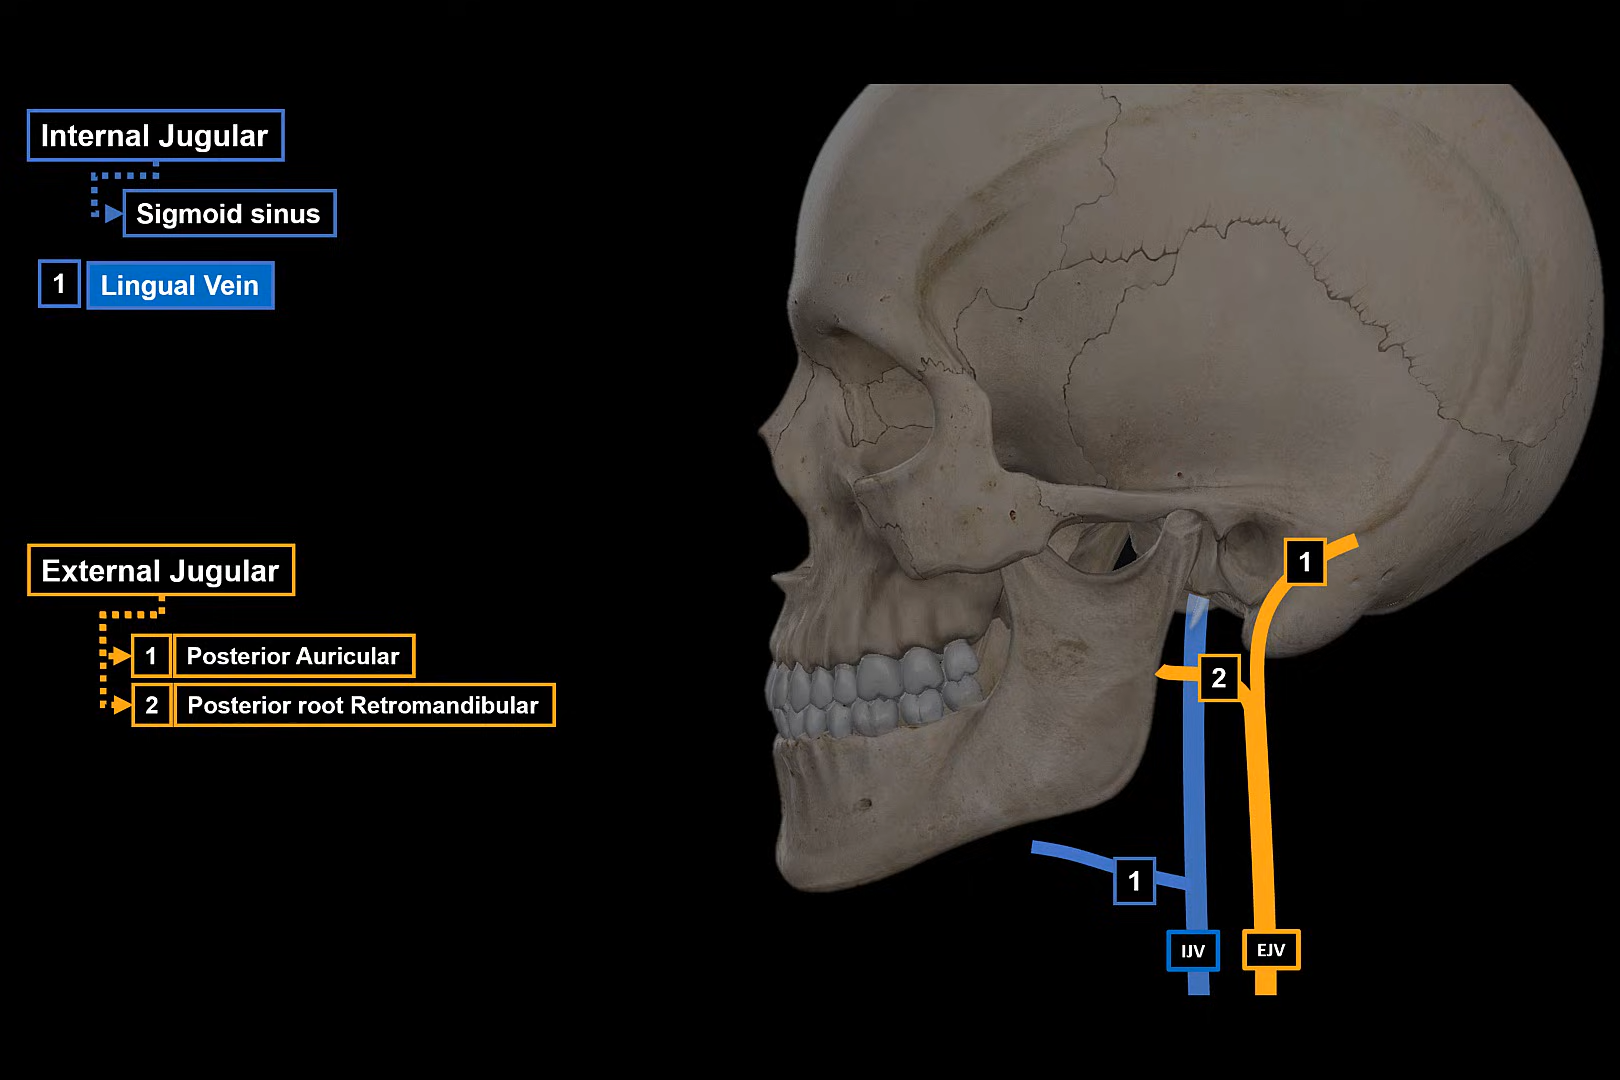 Internal Jugular
Sigmoid sinus
1 Lingual Vein
External Jugular
1 Posterior Auricular
2 Posterior root Retromandibular
1
2
1
IJV
EJV